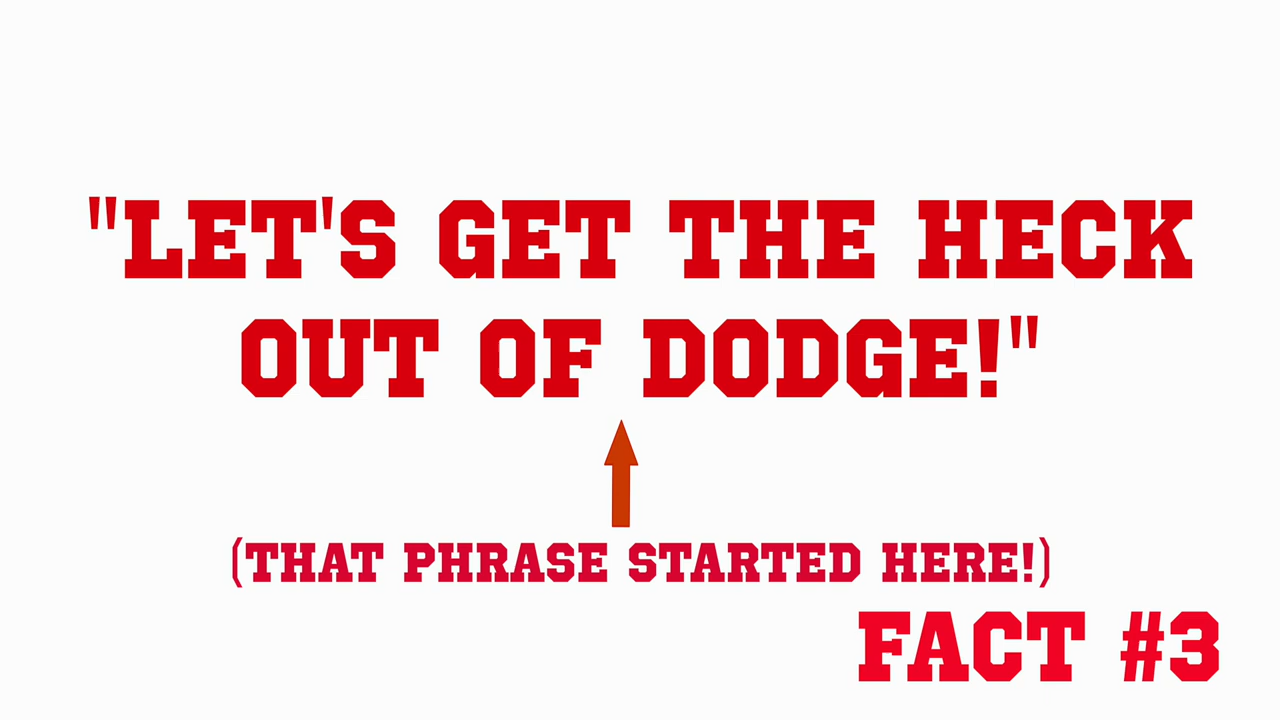 "LET'S GET THE HECK
OUT OF DODGE!"
(THAT PHRASE STARTED HERE!)
FACT #3